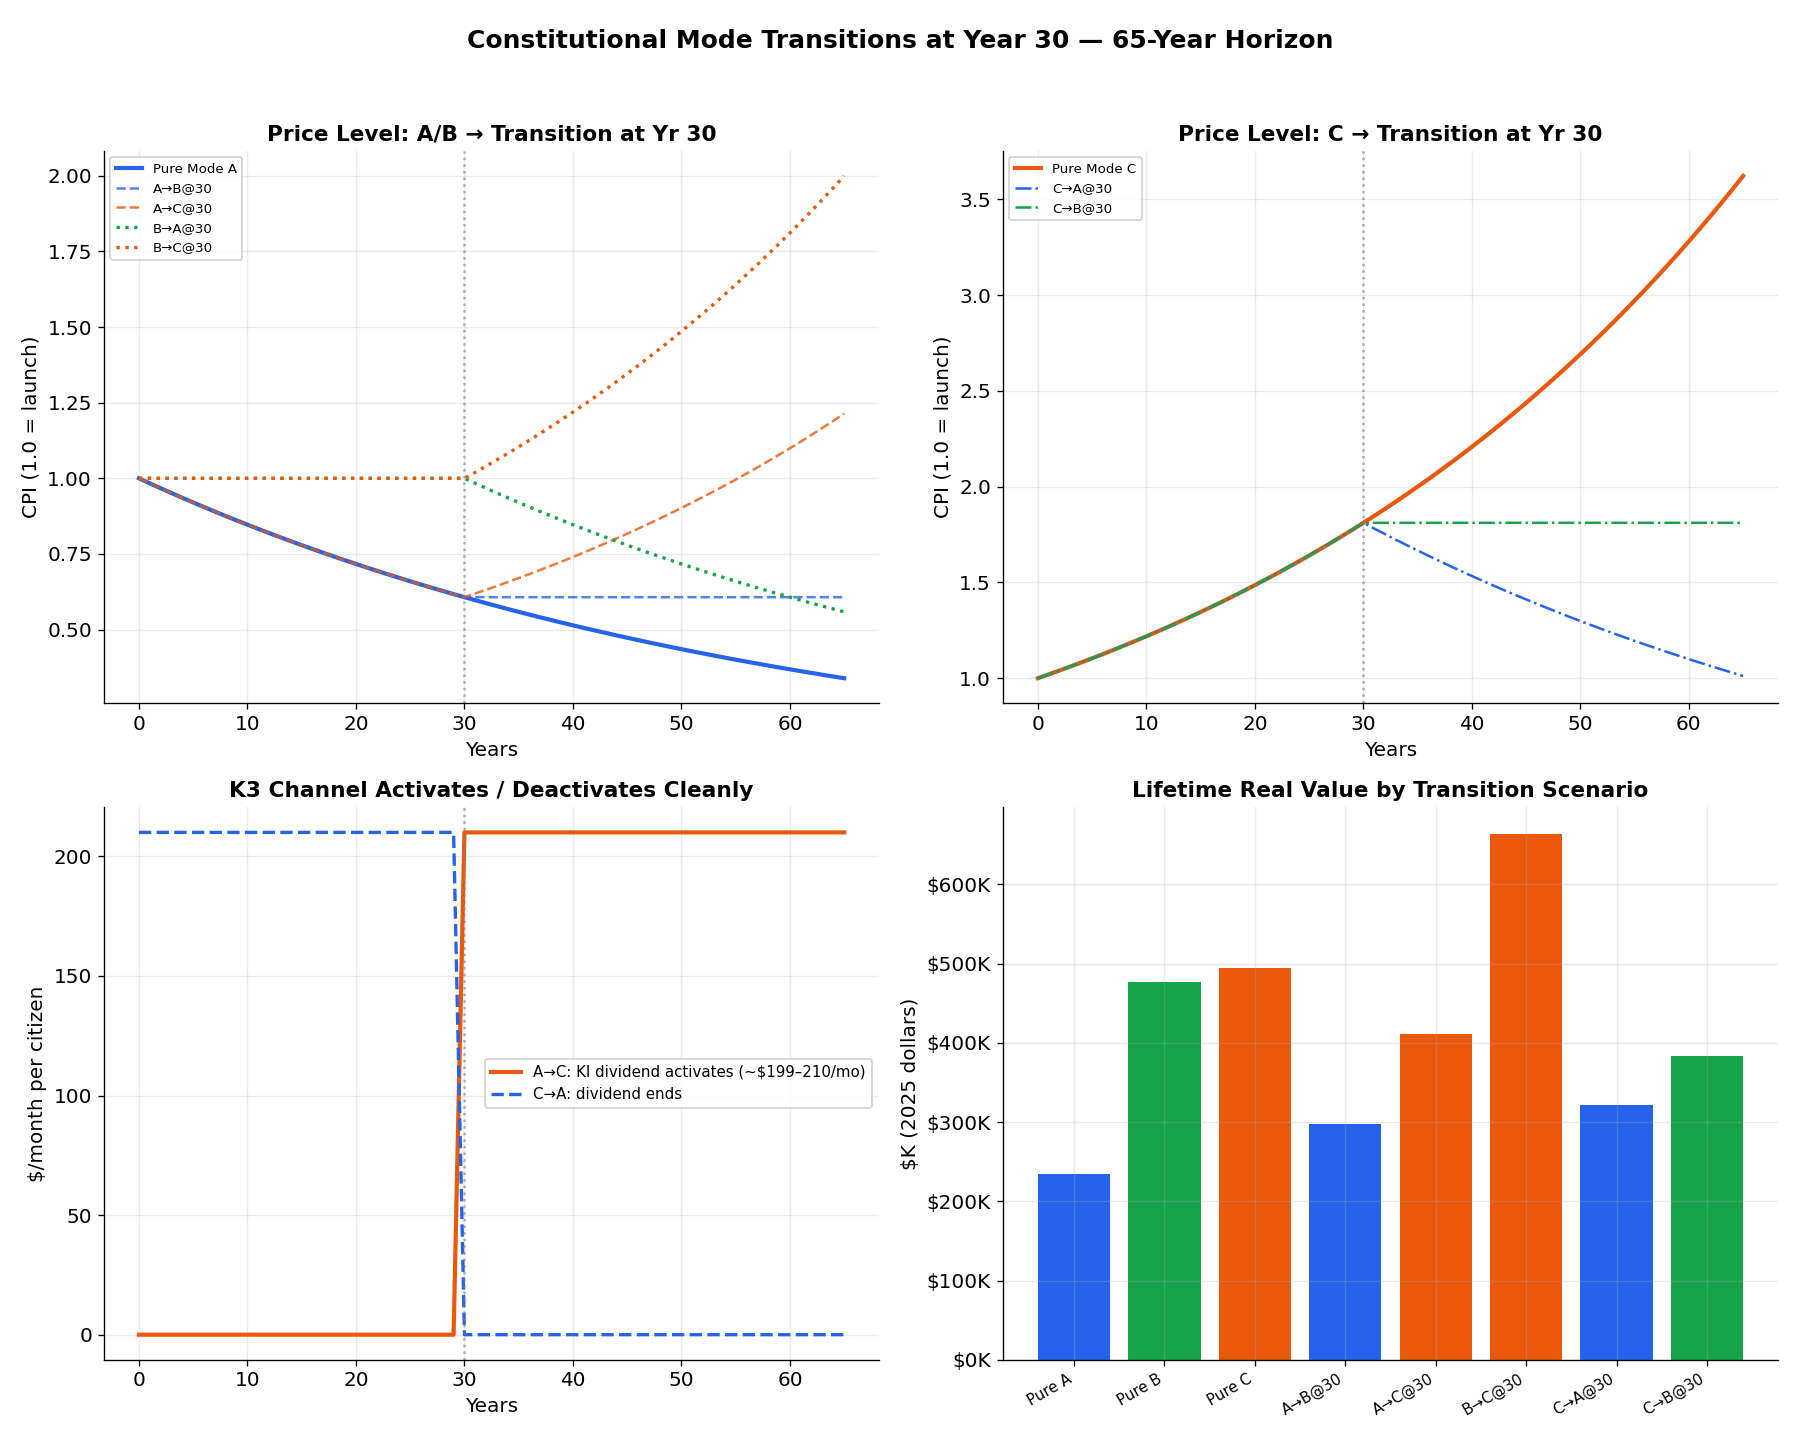 Constitutional Mode Transitions at Year 30 — 65-Year Horizon
Price Level: A/B → Transition at Yr 30
Pure Mode A
A→B@30
A→C@30
B→A@30
B→C@30
CPI (1.0 = launch)
2.00
1.75
1.50
1.25
1.00
0.75
0.50
0 10 20 30 40 50 60
Years
Price Level: C → Transition at Yr 30
Pure Mode C
C→A@30
C→B@30
CPI (1.0 = launch)
3.5
3.0
2.5
2.0
1.5
1.0
0 10 20 30 40 50 60
Years
K3 Channel Activates / Deactivates Cleanly
$/month per citizen
200
150
100
50
0
A→C: KI dividend activates (~$199–210/mo)
C→A: dividend ends
0 10 20 30 40 50 60
Years
Lifetime Real Value by Transition Scenario
$K (2025 dollars)
$600K
$500K
$400K
$300K
$200K
$100K
$0K
Pure A
Pure B
Pure C
A→B@30
A→C@30
B→C@30
C→A@30
C→B@30